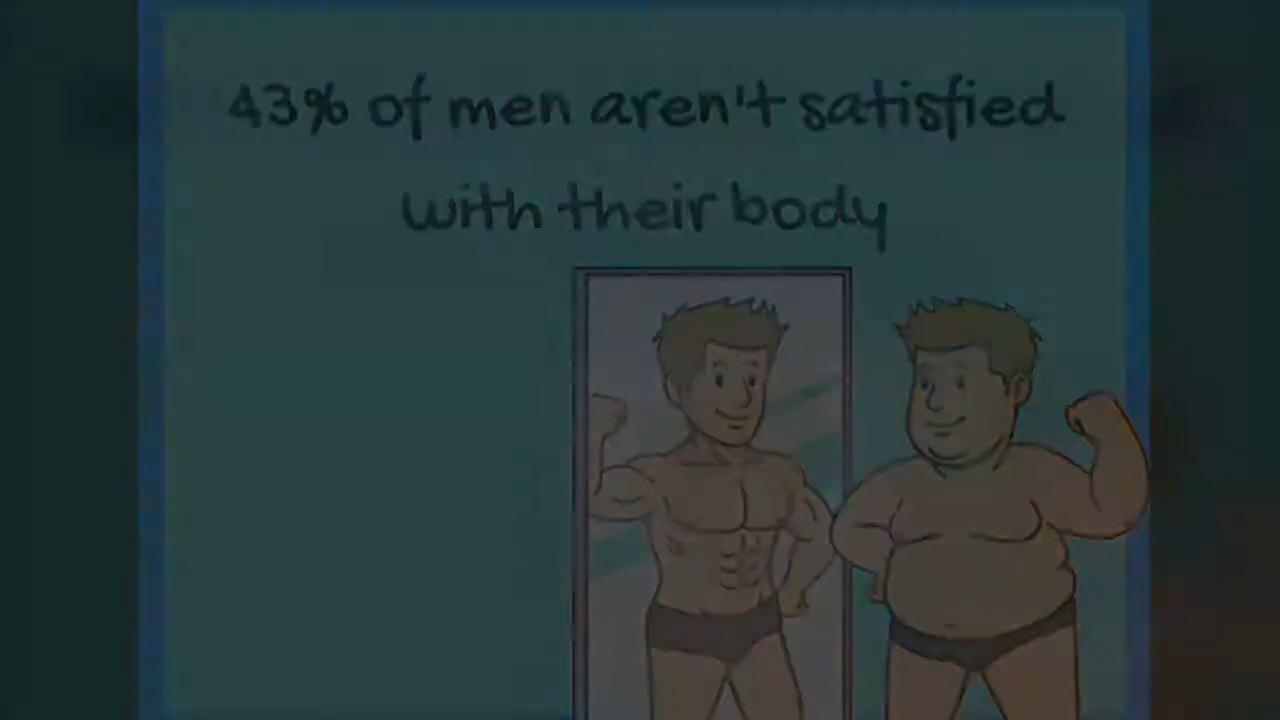 43% of men aren't satisfied
with their body